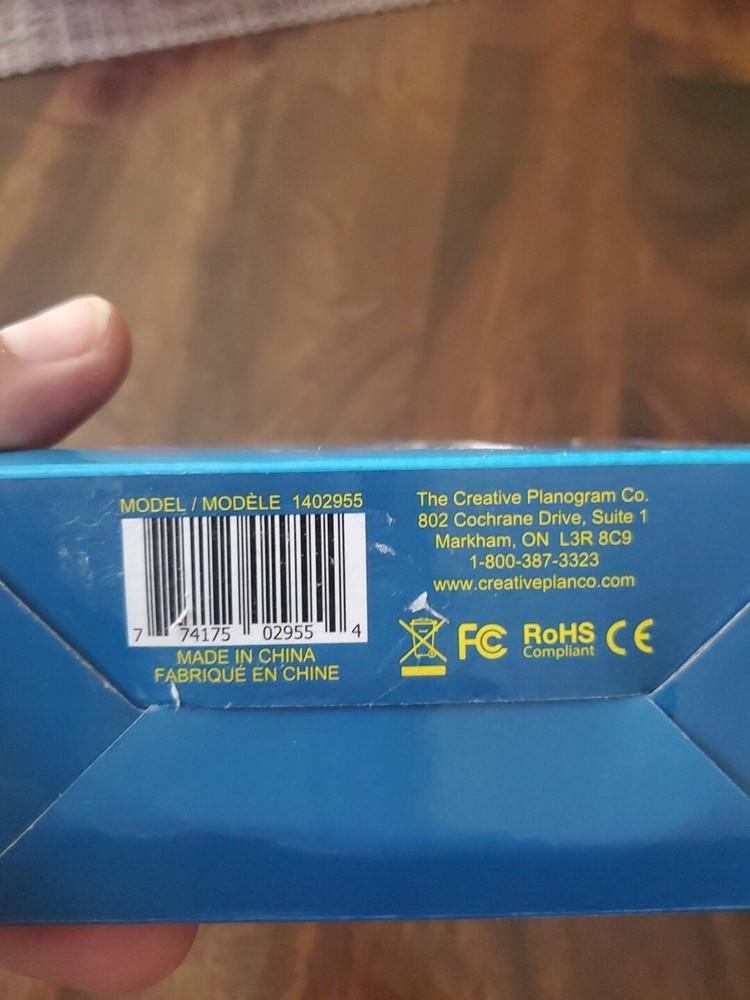 MODEL / MODÈLE 1402955
7 74175 02955 4
MADE IN CHINA
FABRIQUÉ EN CHINE
The Creative Planogram Co.
802 Cochrane Drive, Suite 1
Markham, ON L3R 8C9
1-800-387-3323
www.creativeplanco.com
FC RoHS CE
Compliant